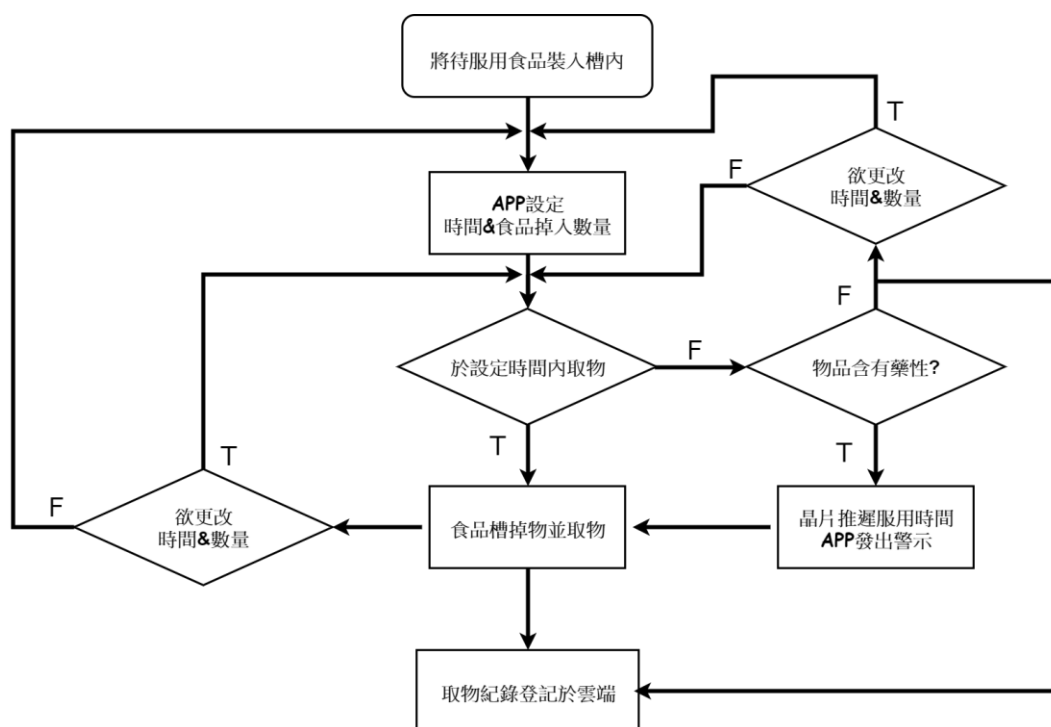 將待服用食品裝入槽內
T
F
欲更改
時間&數量
APP設定
時間&食品掉入數量
F
於設定時間內取物
F
物品含有藥性?
T
T
T
F
欲更改
時間&數量
食品槽掉物並取物
晶片推遲服用時間
APP發出警示
取物紀錄登記於雲端